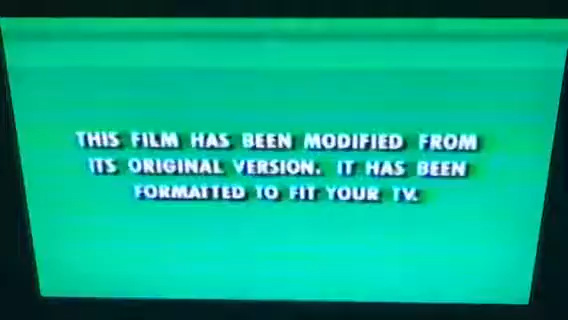 THIS FILM HAS BEEN MODIFIED FROM
ITS ORIGINAL VERSION. IT HAS BEEN
FORMATTED TO FIT YOUR TV.